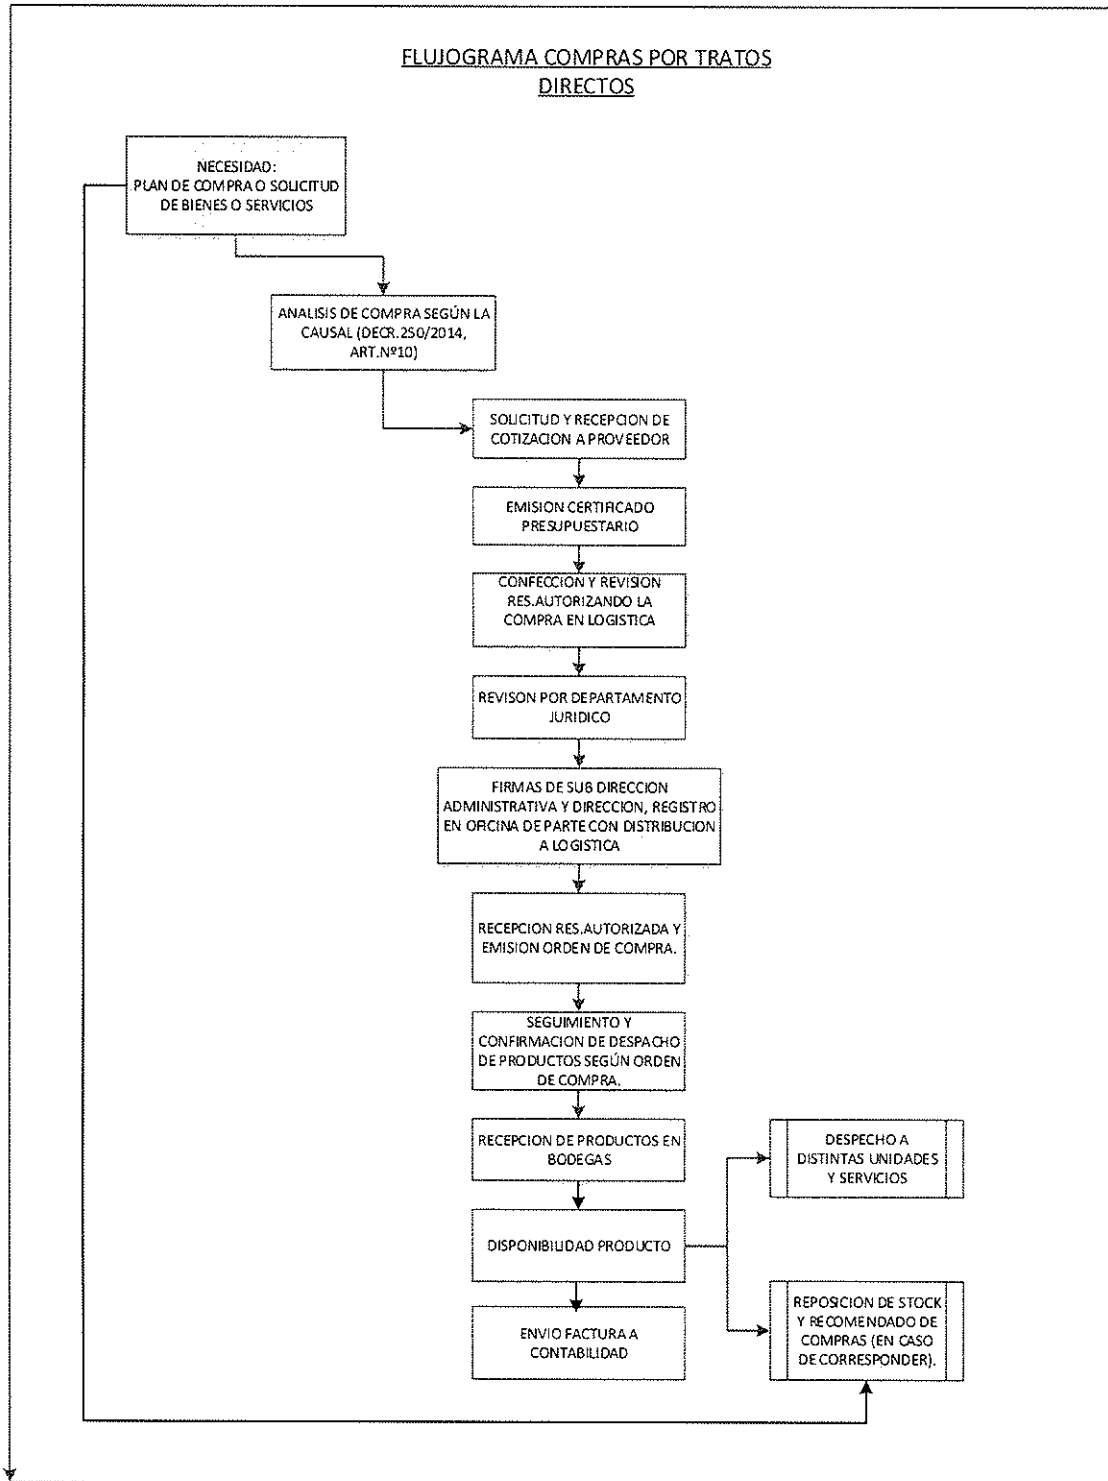 FLUJOGRAMA COMPRAS POR TRATOS
DIRECTOS
NECESIDAD:
PLAN DE COMPRA O SOLICITUD
DE BIENES O SERVICIOS
ANALISIS DE COMPRA SEGÚN LA
CAUSAL (DECR.250/2014,
ART.Nº10)
SOLICITUD Y RECEPCION DE
COTIZACION A PROVEEDOR
EMISION CERTIFICADO
PRESUPUESTARIO
CONFECCION Y REVISION
RES.AUTORIZANDO LA
COMPRA EN LOGISTICA
REVISON POR DEPARTAMENTO
JURIDICO
FIRMAS DE SUB DIRECCION
ADMINISTRATIVA Y DIRECCION, REGISTRO
EN OFICINA DE PARTE CON DISTRIBUCION
A LOGISTICA
RECEPCION RES.AUTORIZADA Y
EMISION ORDEN DE COMPRA.
SEGUIMIENTO Y
CONFIRMACION DE DESPACHO
DE PRODUCTOS SEGÚN ORDEN
DE COMPRA.
RECEPCION DE PRODUCTOS EN
BODEGAS
DESPECHO A
DISTINTAS UNIDADES
Y SERVICIOS
DISPONIBILIDAD PRODUCTO
REPOSICION DE STOCK
Y RECOMENDADO DE
COMPRAS (EN CASO
DE CORRESPONDER).
ENVIO FACTURA A
CONTABILIDAD